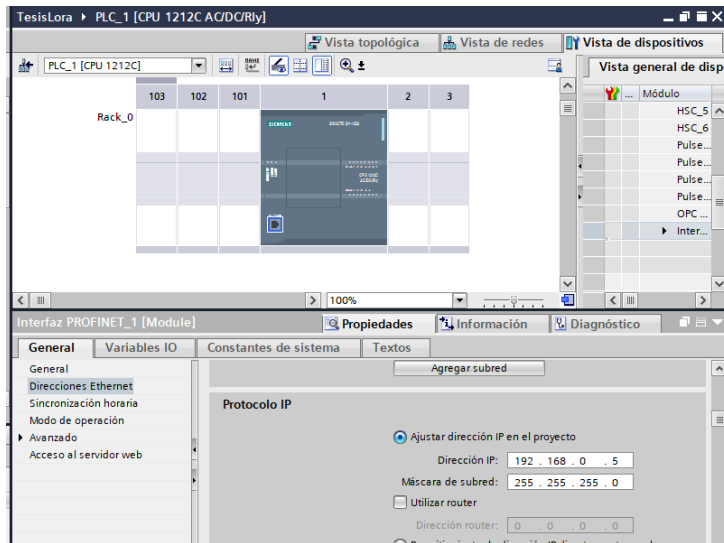 TesisLora ▸ PLC_1 [CPU 1212C AC/DC/Rly]
Vista topológica
Vista de redes
Vista de dispositivos
PLC_1 [CPU 1212C]
Vista general de disp
103 102 101 1 2 3
Rack_0
SIEMENS
... Módulo
HSC_5
HSC_6
Pulse...
Pulse...
Pulse...
Pulse...
OPC ...
Inter...
100%
Interfaz PROFINET_1 [Module]
Propiedades
Información
Diagnóstico
General
Variables IO
Constantes de sistema
Textos
General
Direcciones Ethernet
Sincronización horaria
Modo de operación
Avanzado
Acceso al servidor web
Agregar subred
Protocolo IP
Ajustar dirección IP en el proyecto
Dirección IP: 192 . 168 . 0 . 5
Máscara de subred: 255 . 255 . 255 . 0
Utilizar router
Dirección router: 0 . 0 . 0 . 0